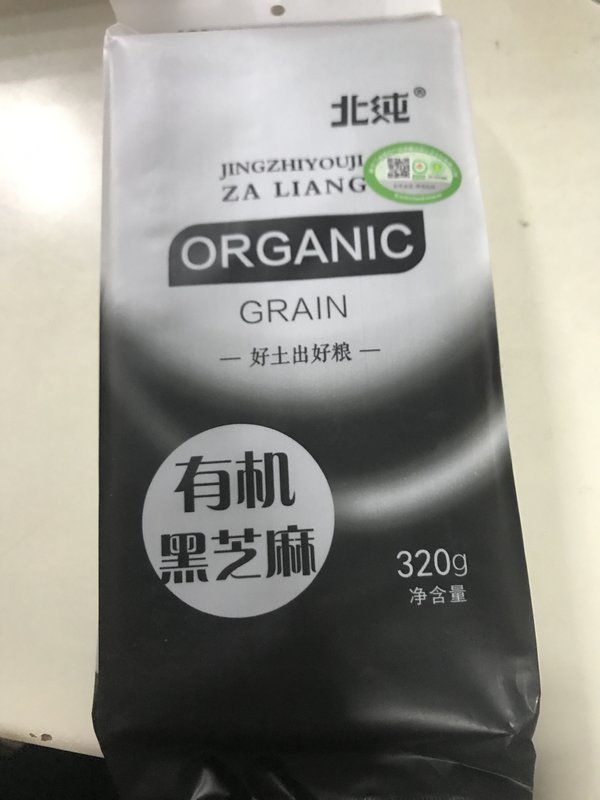 北纯®
JINGZHIYOUJI
ZA LIANG
ORGANIC
GRAIN
— 好土出好粮 —
有机
黑芝麻
320g
净含量